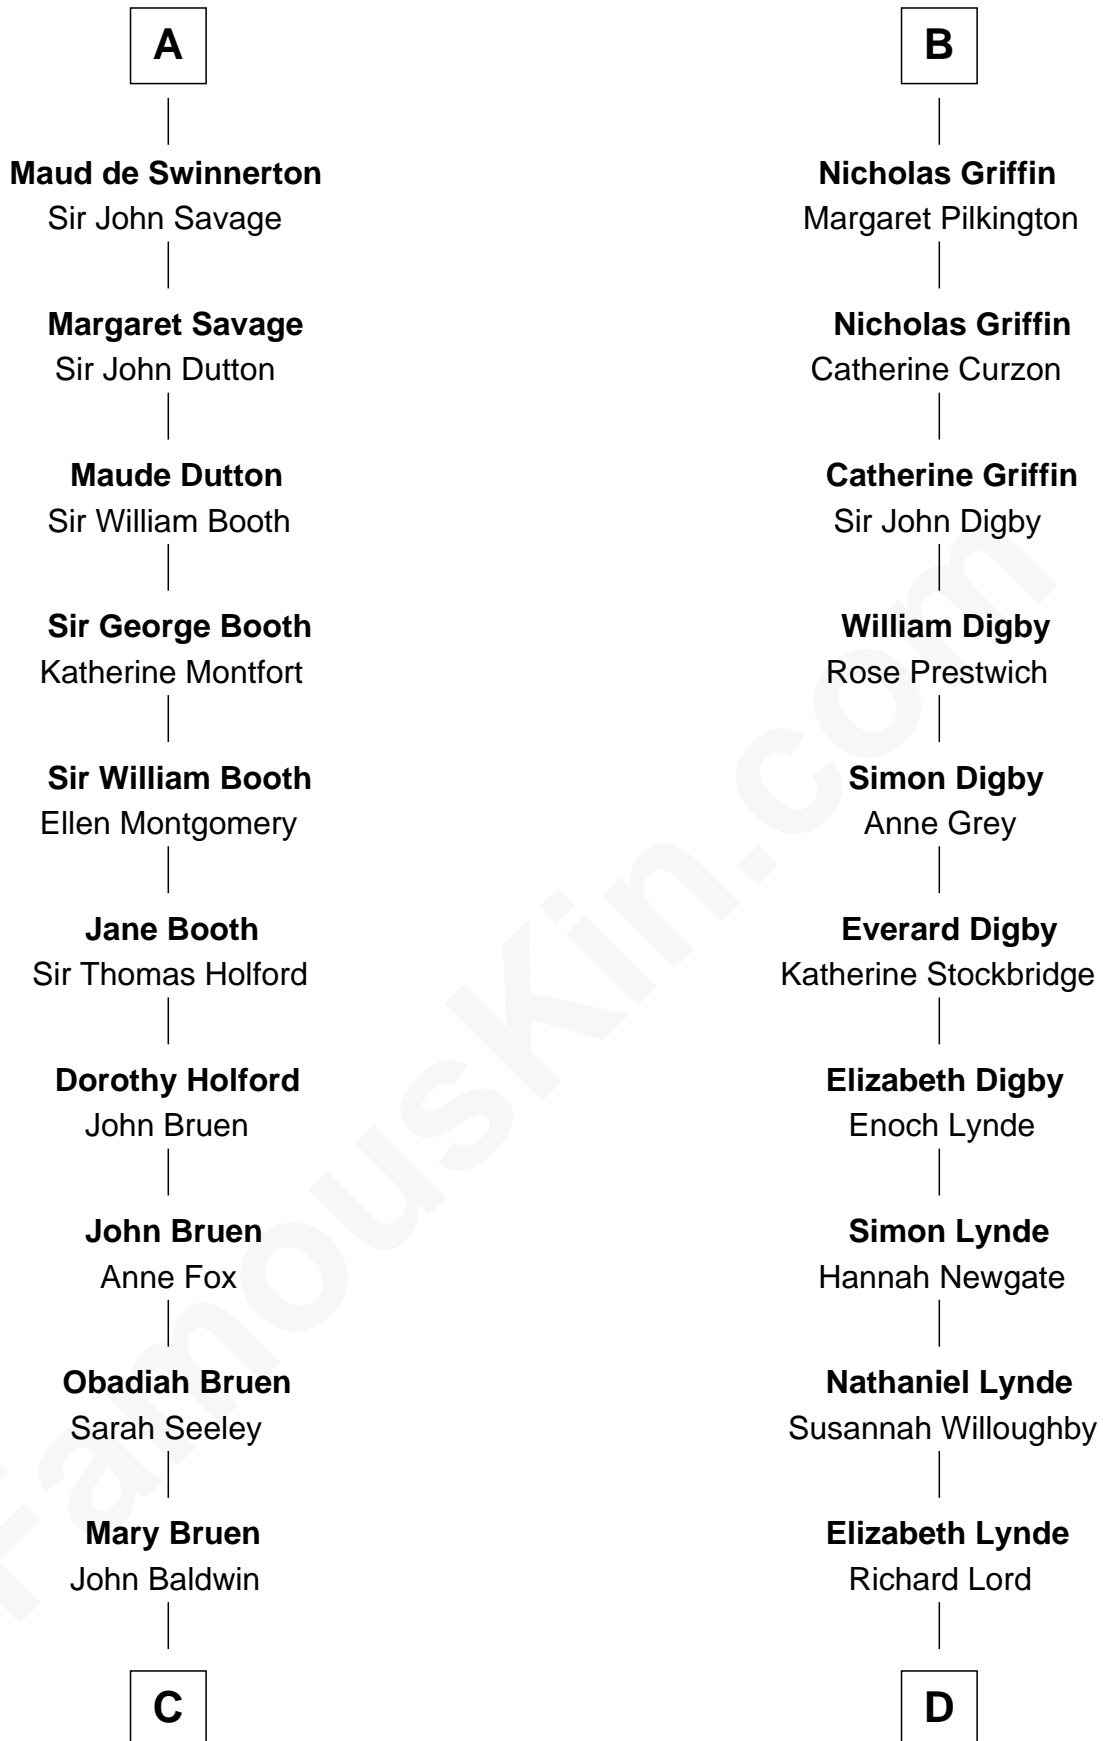 A
Maud de Swinnerton
Sir John Savage
Margaret Savage
Sir John Dutton
Maude Dutton
Sir William Booth
Sir George Booth
Katherine Montfort
Sir William Booth
Ellen Montgomery
Jane Booth
Sir Thomas Holford
Dorothy Holford
John Bruen
John Bruen
Anne Fox
Obadiah Bruen
Sarah Seeley
Mary Bruen
John Baldwin
C
B
Nicholas Griffin
Margaret Pilkington
Nicholas Griffin
Catherine Curzon
Catherine Griffin
Sir John Digby
William Digby
Rose Prestwich
Simon Digby
Anne Grey
Everard Digby
Katherine Stockbridge
Elizabeth Digby
Enoch Lynde
Simon Lynde
Hannah Newgate
Nathaniel Lynde
Susannah Willoughby
Elizabeth Lynde
Richard Lord
D
FamousKin.com